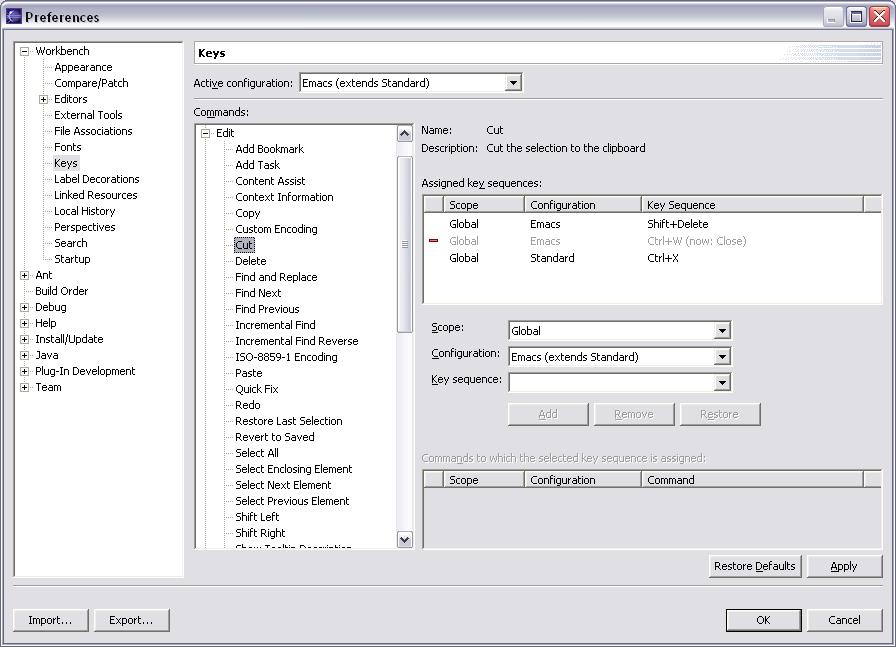 Preferences
Workbench
Appearance
Compare/Patch
Editors
External Tools
File Associations
Fonts
Keys
Label Decorations
Linked Resources
Local History
Perspectives
Search
Startup
Ant
Build Order
Debug
Help
Install/Update
Java
Plug-In Development
Team
Keys
Active configuration: Emacs (extends Standard)
Commands:
Edit
Add Bookmark
Add Task
Content Assist
Context Information
Copy
Custom Encoding
Cut
Delete
Find and Replace
Find Next
Find Previous
Incremental Find
Incremental Find Reverse
ISO-8859-1 Encoding
Paste
Quick Fix
Redo
Restore Last Selection
Revert to Saved
Select All
Select Enclosing Element
Select Next Element
Select Previous Element
Shift Left
Shift Right
Show Tooltip Description
Name: Cut
Description: Cut the selection to the clipboard
Assigned key sequences:
Scope Configuration Key Sequence
Global Emacs Shift+Delete
Global Emacs Ctrl+W (now: Close)
Global Standard Ctrl+X
Scope: Global
Configuration: Emacs (extends Standard)
Key sequence:
Add Remove Restore
Commands to which the selected key sequence is assigned:
Scope Configuration Command
Restore Defaults Apply
Import... Export... OK Cancel